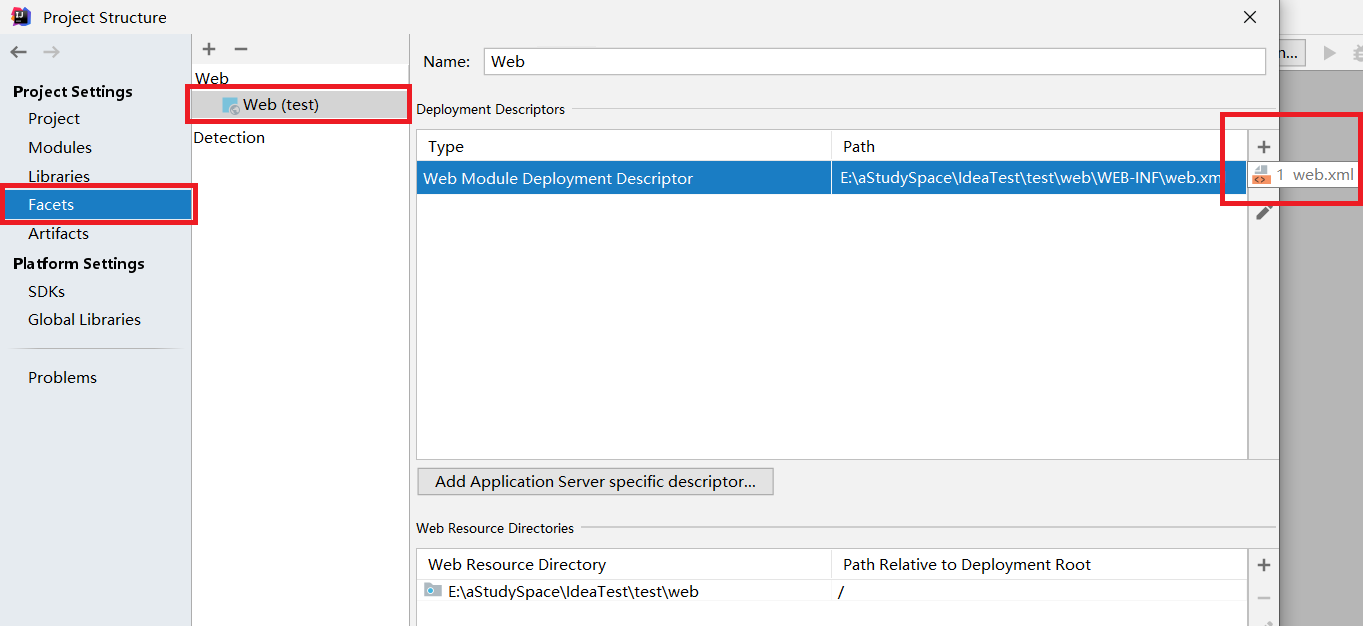 Project Structure
n...
Project Settings
Project
Modules
Libraries
Facets
Artifacts
Platform Settings
SDKs
Global Libraries
Problems
Web
Web (test)
Detection
Name: Web
Deployment Descriptors
Type Path
Web Module Deployment Descriptor E:\aStudySpace\IdeaTest\test\web\WEB-INF\web.xm
1 web.xml
Add Application Server specific descriptor...
Web Resource Directories
Web Resource Directory Path Relative to Deployment Root
E:\aStudySpace\IdeaTest\test\web /